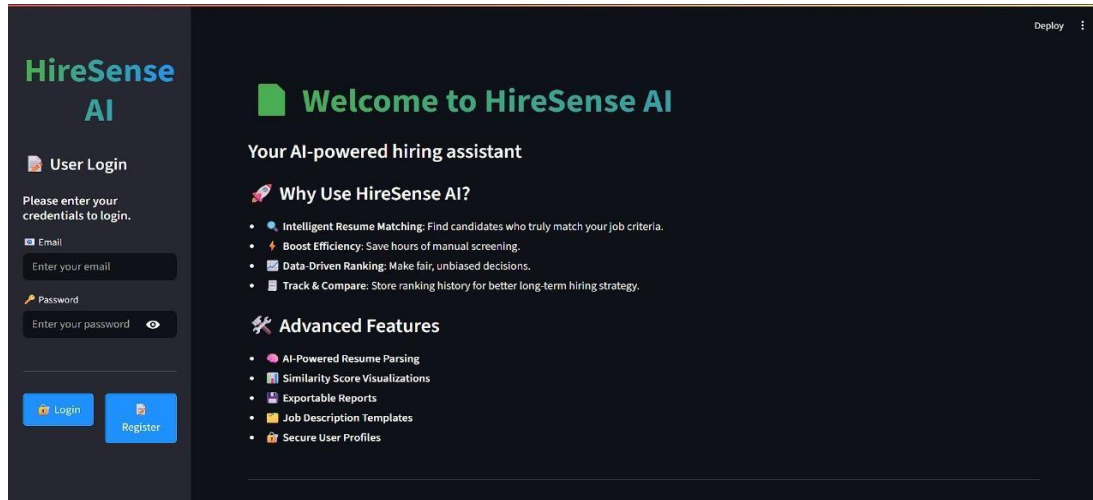 Deploy
HireSense
AI
User Login
Please enter your
credentials to login.
Email
Enter your email
Password
Enter your password
Login
Register
Welcome to HireSense AI
Your AI-powered hiring assistant
Why Use HireSense AI?
• Intelligent Resume Matching: Find candidates who truly match your job criteria.
• Boost Efficiency: Save hours of manual screening.
• Data-Driven Ranking: Make fair, unbiased decisions.
• Track & Compare: Store ranking history for better long-term hiring strategy.
Advanced Features
• AI-Powered Resume Parsing
• Similarity Score Visualizations
• Exportable Reports
• Job Description Templates
• Secure User Profiles